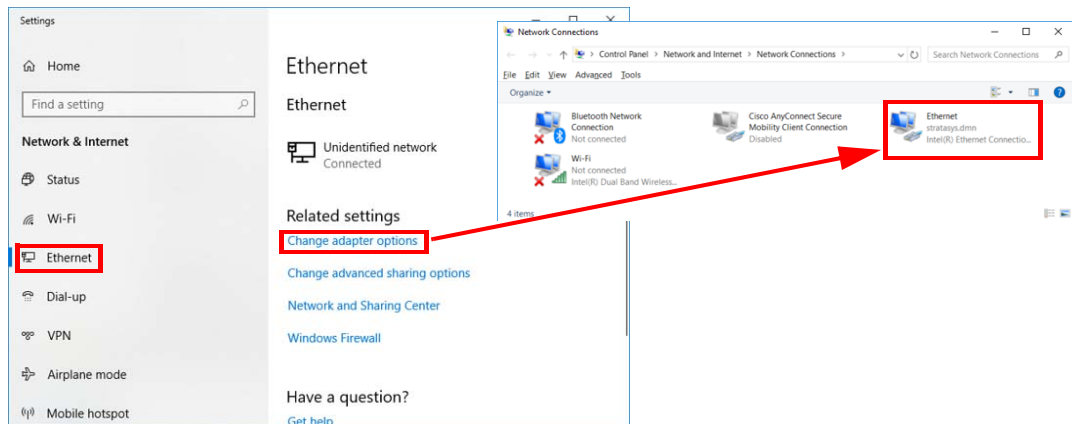 Settings
Home
Find a setting
Network & Internet
Status
Wi-Fi
Ethernet
Dial-up
VPN
Airplane mode
Mobile hotspot
Ethernet
Ethernet
Unidentified network
Connected
Related settings
Change adapter options
Change advanced sharing options
Network and Sharing Center
Windows Firewall
Have a question?
Get help
Network Connections
Control Panel > Network and Internet > Network Connections >
Search Network Connections
File Edit View Advanced Tools
Organize
Bluetooth Network
Connection
Not connected
Cisco AnyConnect Secure
Mobility Client Connection
Disabled
Ethernet
stratasys.dmn
Intel(R) Ethernet Connectio...
Wi-Fi
Not connected
Intel(R) Dual Band Wireless...
4 items